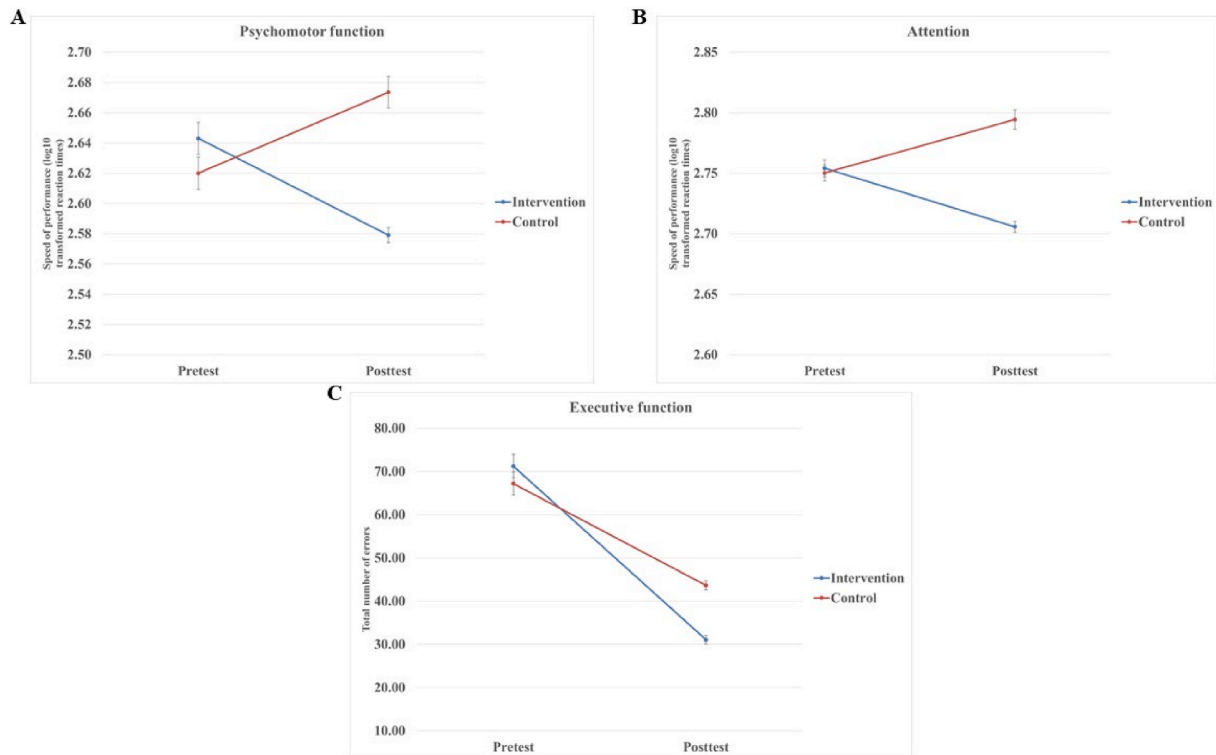 A
Psychomotor function
2.70
2.68
2.66
2.64
2.62
2.60
2.58
2.56
2.54
2.52
2.50
Speed of performance (log10
transformed reaction times)
Pretest
Posttest
Intervention
Control
B
Attention
2.85
2.80
2.75
2.70
2.65
2.60
Speed of performance (log10
transformed reaction times)
Pretest
Posttest
Intervention
Control
C
Executive function
80.00
70.00
60.00
50.00
40.00
30.00
20.00
10.00
Total number of errors
Pretest
Posttest
Intervention
Control